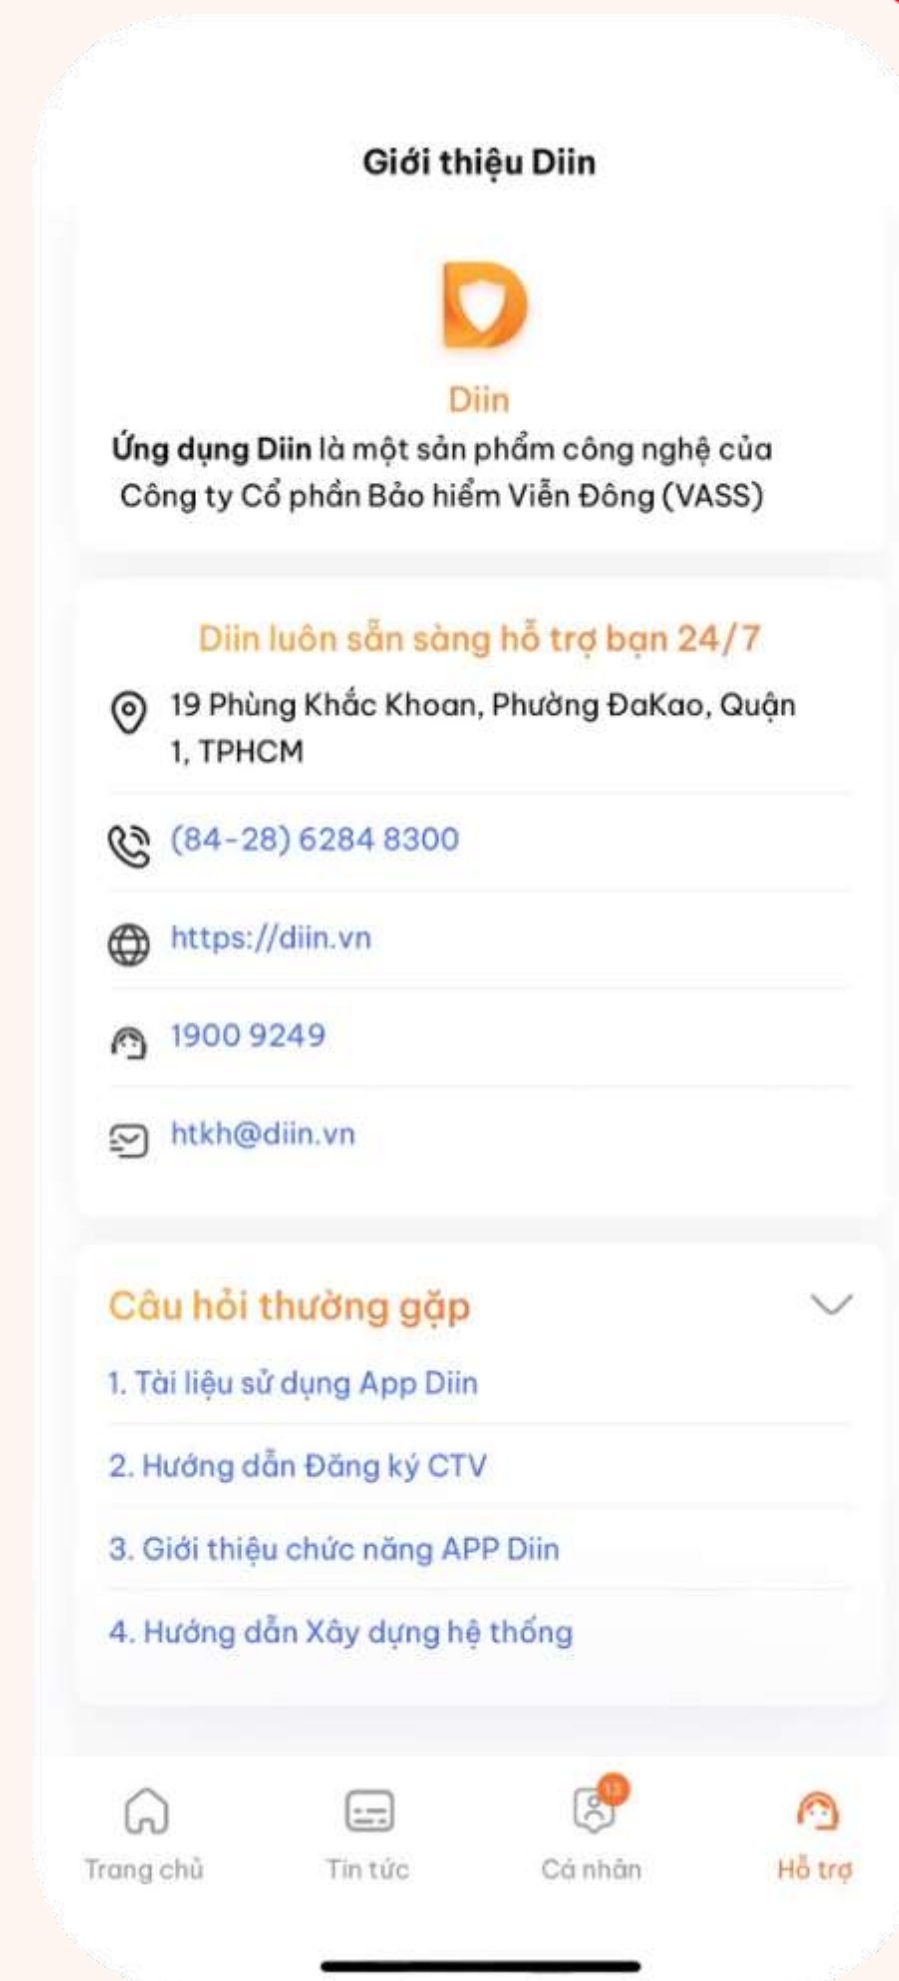 Giới thiệu Diin
Diin
Ứng dụng Diin là một sản phẩm công nghệ của
Công ty Cổ phần Bảo hiểm Viễn Đông (VASS)
Diin luôn sẵn sàng hỗ trợ bạn 24/7
19 Phùng Khắc Khoan, Phường ĐaKao, Quận
1, TPHCM
(84-28) 6284 8300
https://diin.vn
1900 9249
htkh@diin.vn
Câu hỏi thường gặp
1. Tài liệu sử dụng App Diin
2. Hướng dẫn Đăng ký CTV
3. Giới thiệu chức năng APP Diin
4. Hướng dẫn Xây dựng hệ thống
13
Trang chủ
Tin tức
Cá nhân
Hỗ trợ